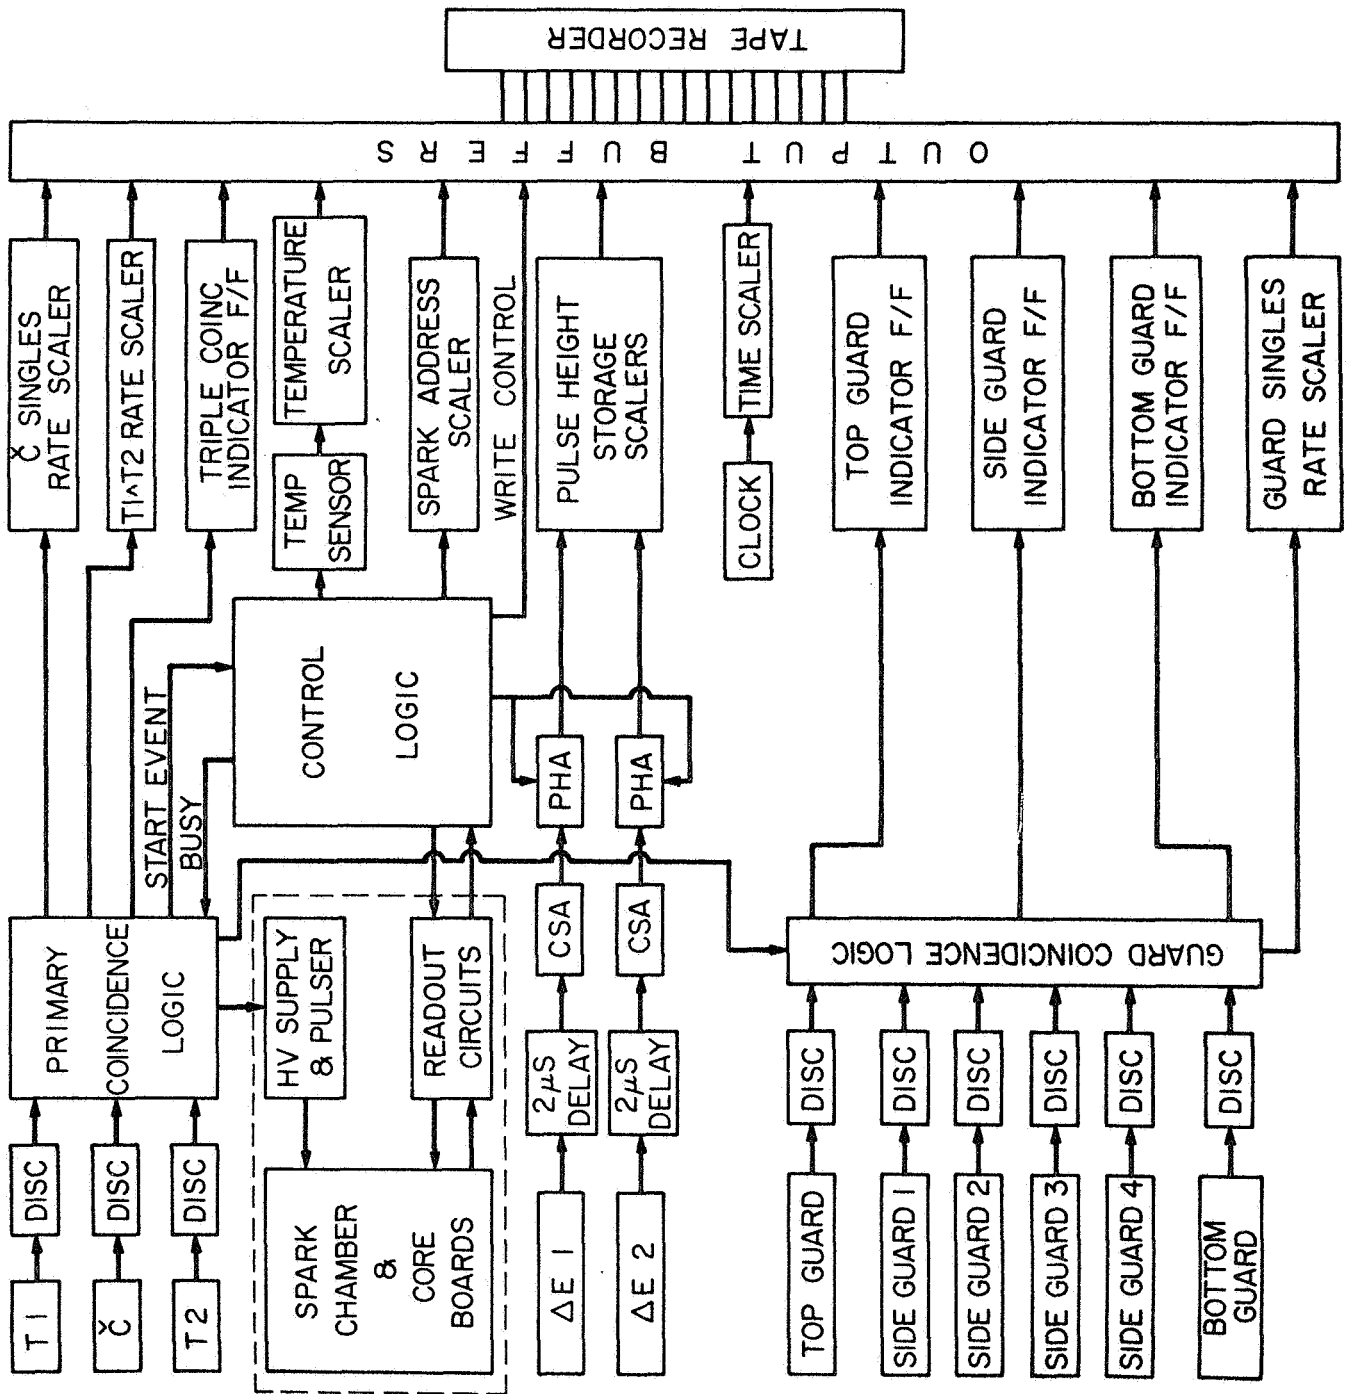 T1
DISC
Č
DISC
T2
DISC
PRIMARY
COINCIDENCE
LOGIC
START EVENT
BUSY
Č SINGLES
RATE SCALER
T1∧T2 RATE SCALER
TRIPLE COINC
INDICATOR F/F
SPARK
CHAMBER
&
CORE
BOARDS
HV SUPPLY
& PULSER
READOUT
CIRCUITS
CONTROL
LOGIC
TEMP
SENSOR
TEMPERATURE
SCALER
SPARK ADDRESS
SCALER
WRITE CONTROL
ΔE 1
2μS
DELAY
CSA
PHA
ΔE 2
2μS
DELAY
CSA
PHA
PULSE HEIGHT
STORAGE
SCALERS
CLOCK
TIME SCALER
TOP GUARD
DISC
SIDE GUARD 1
DISC
SIDE GUARD 2
DISC
SIDE GUARD 3
DISC
SIDE GUARD 4
DISC
BOTTOM
GUARD
DISC
GUARD COINCIDENCE LOGIC
TOP GUARD
INDICATOR F/F
SIDE GUARD
INDICATOR F/F
BOTTOM GUARD
INDICATOR F/F
GUARD SINGLES
RATE SCALER
OUTPUT BUFFERS
TAPE RECORDER